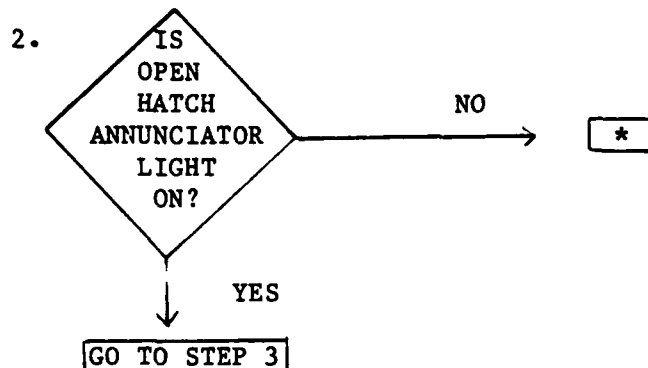 2.
IS
OPEN
HATCH
ANNUNCIATOR
LIGHT
ON?
NO
*
YES
GO TO STEP 3